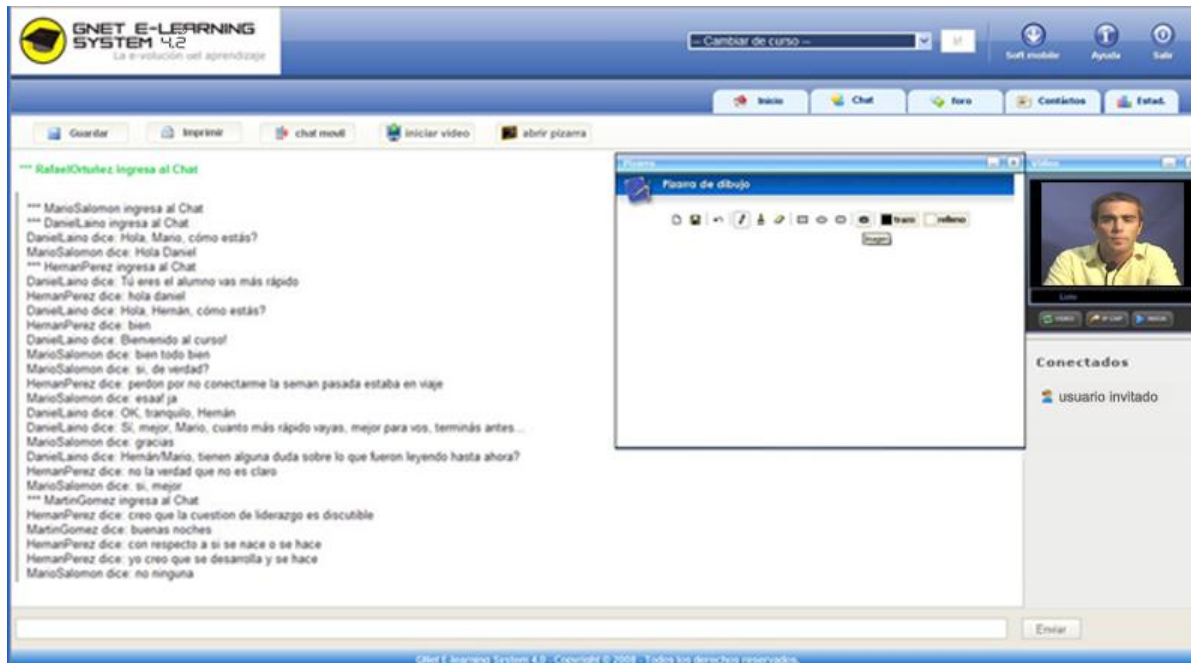 GNET E-LEARNING
SYSTEM 4.2
La e-volución del aprendizaje
-- Cambiar de curso --
Ir
Soft mobile
Ayuda
Salir
Inicio
Chat
foro
Contáctos
Estad.
Guardar
Imprimir
chat movil
iniciar video
abrir pizarra
*** RafaelOrtuñez ingresa al Chat
*** MarioSalomon ingresa al Chat
*** DanielLaino ingresa al Chat
DanielLaino dice: Hola, Mario, cómo estás?
MarioSalomon dice: Hola Daniel
*** HernanPerez ingresa al Chat
DanielLaino dice: Tú eres el alumno vas más rápido
HernanPerez dice: hola daniel
DanielLaino dice: Hola, Hernán, cómo estás?
HernanPerez dice: bien
DanielLaino dice: Bienvenido al curso!
MarioSalomon dice: bien todo bien
MarioSalomon dice: si, de verdad?
HernanPerez dice: perdon por no conectarme la seman pasada estaba en viaje
MarioSalomon dice: esaaf ja
DanielLaino dice: OK, tranquilo, Hernán
DanielLaino dice: Sí, mejor, Mario, cuanto más rápido vayas, mejor para vos, terminás antes...
MarioSalomon dice: gracias
DanielLaino dice: Hernán/Mario, tienen alguna duda sobre lo que fueron leyendo hasta ahora?
HernanPerez dice: no la verdad que no es claro
MarioSalomon dice: si, mejor
*** MartinGomez ingresa al Chat
HernanPerez dice: creo que la cuestion de liderazgo es discutible
MartinGomez dice: buenas noches
HernanPerez dice: con respecto a si se nace o se hace
HernanPerez dice: yo creo que se desarrolla y se hace
MarioSalomon dice: no ninguna
Pizarra
Pizarra de dibujo
trazo
relleno
Imagen
Video
VIDEO
INICIA
Conectados
usuario invitado
Enviar
GNet E-learning System 4.0 - Copyright © 2008 - Todos los derechos reservados.